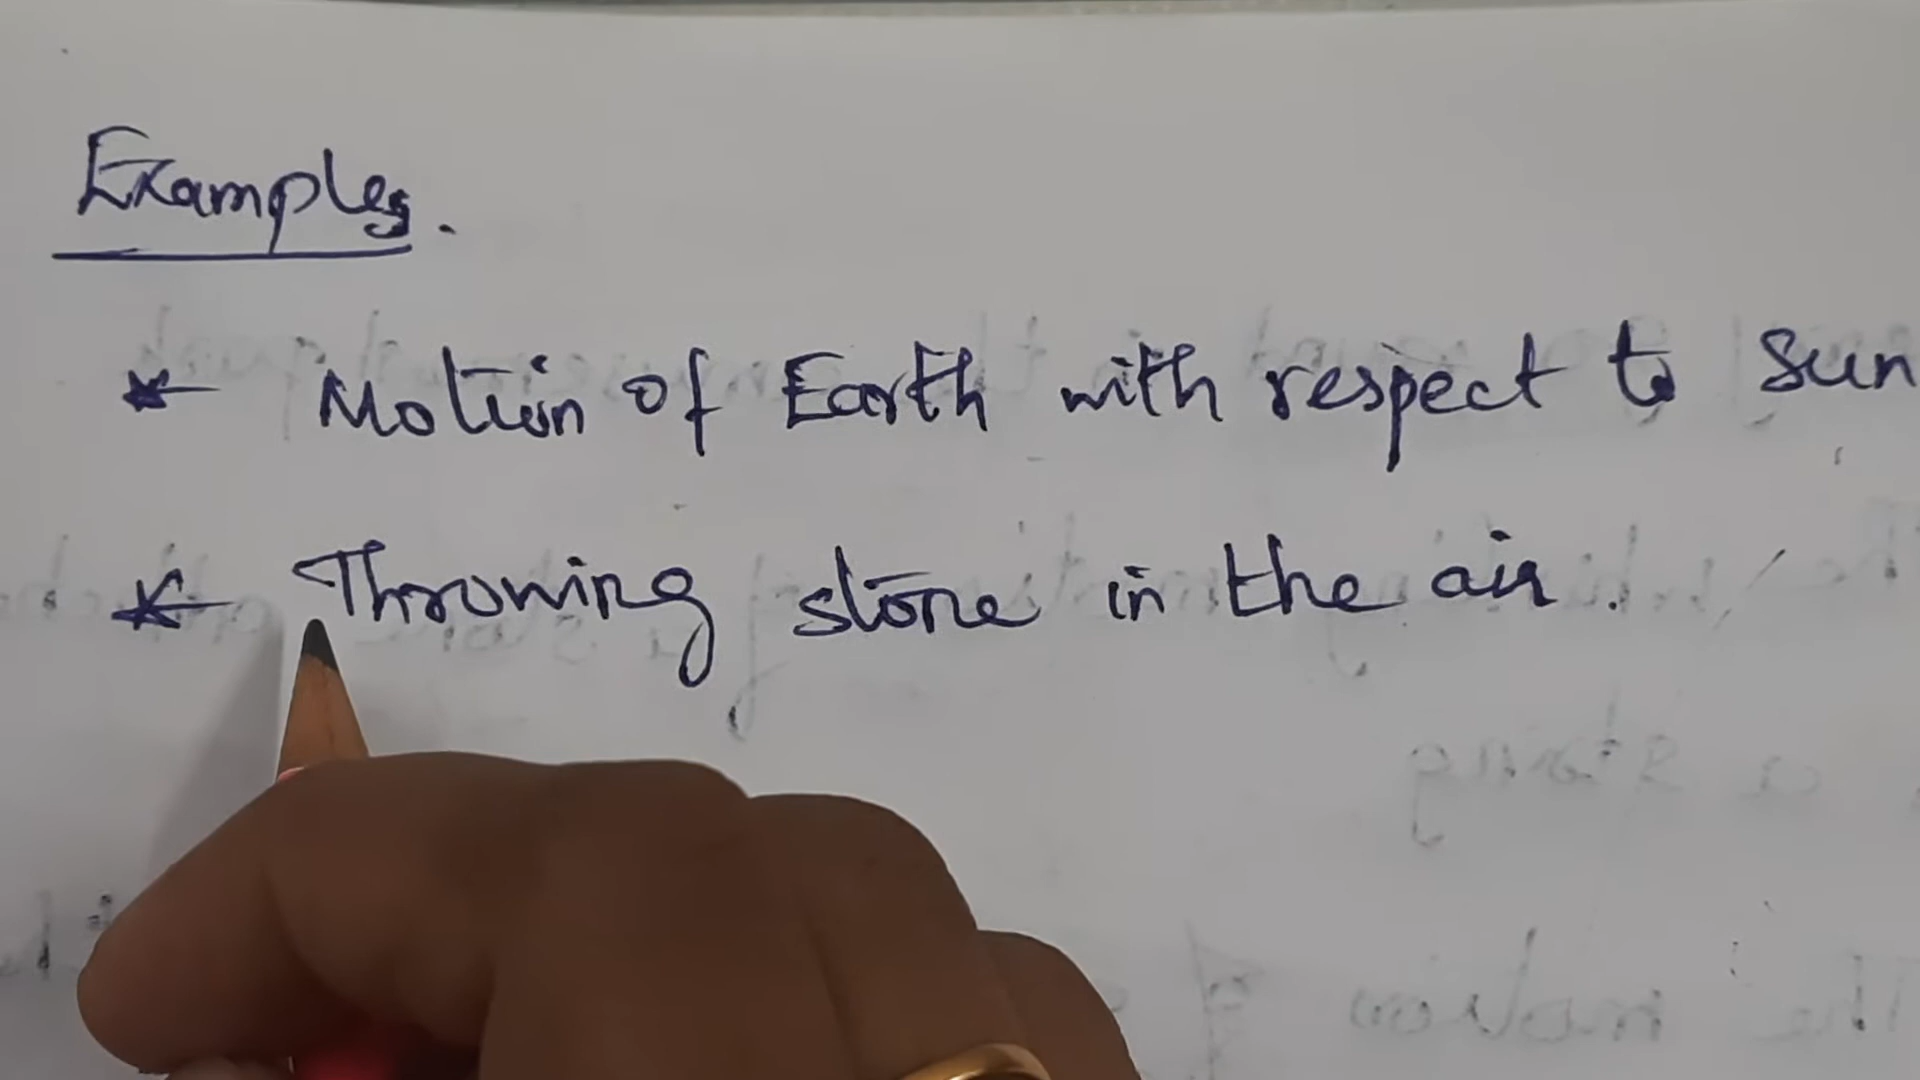 Examples.
* Motion of Earth with respect to Sun
* Throwing stone in the air.